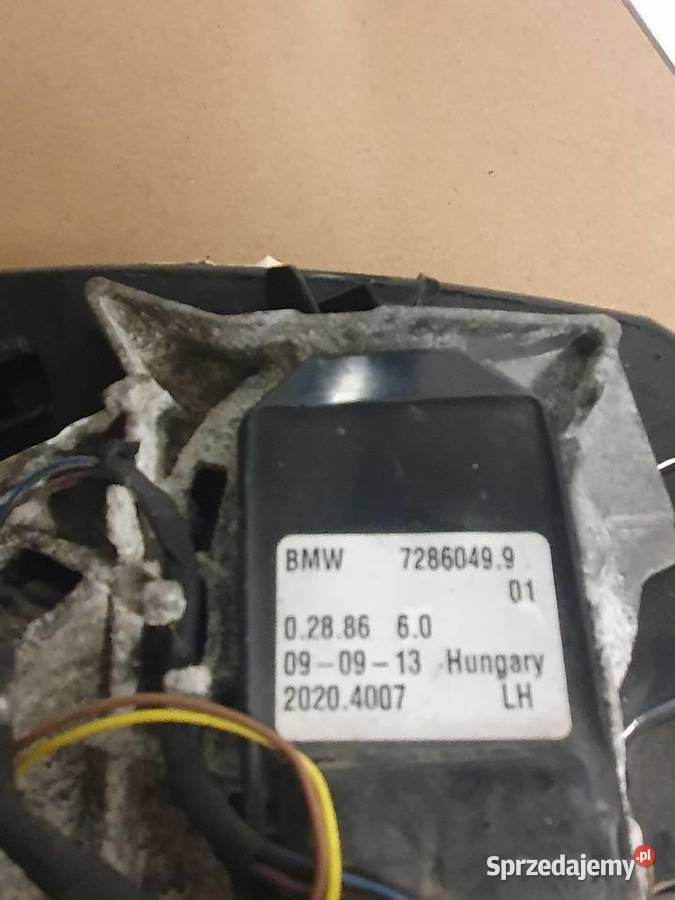 BMW 7286049.9
01
0.28.86 6.0
09-09-13 Hungary
2020.4007 LH
Sprzedajemy.pl